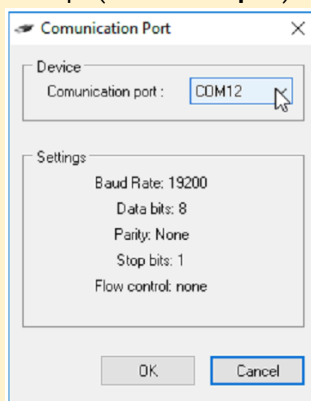 Comunication Port
Device
Comunication port :
COM12
Settings
Baud Rate: 19200
Data bits: 8
Parity: None
Stop bits: 1
Flow control: none
OK
Cancel